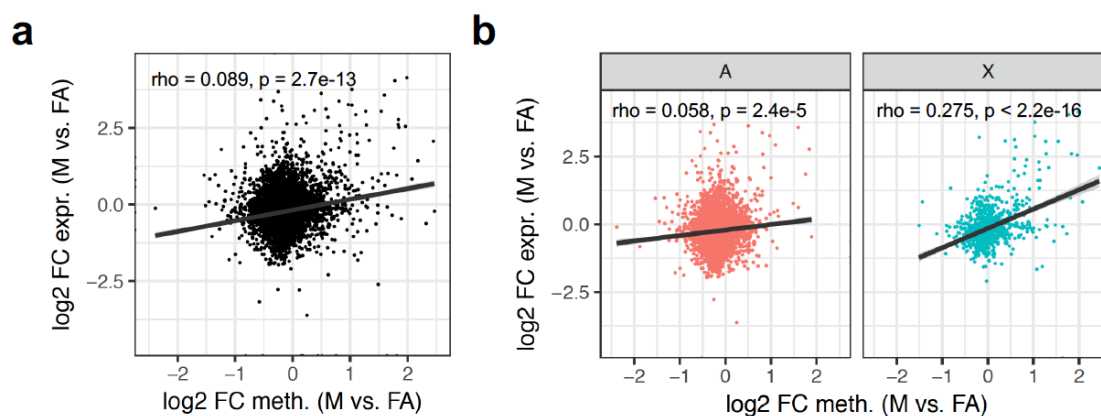 a
rho = 0.089, p = 2.7e-13
log2 FC expr. (M vs. FA)
2.5
0.0
−2.5
−2 −1 0 1 2
log2 FC meth. (M vs. FA)
b
A X
rho = 0.058, p = 2.4e-5
rho = 0.275, p < 2.2e-16
log2 FC expr. (M vs. FA)
2.5
0.0
−2.5
−2 −1 0 1 2 −2 −1 0 1 2
log2 FC meth. (M vs. FA)